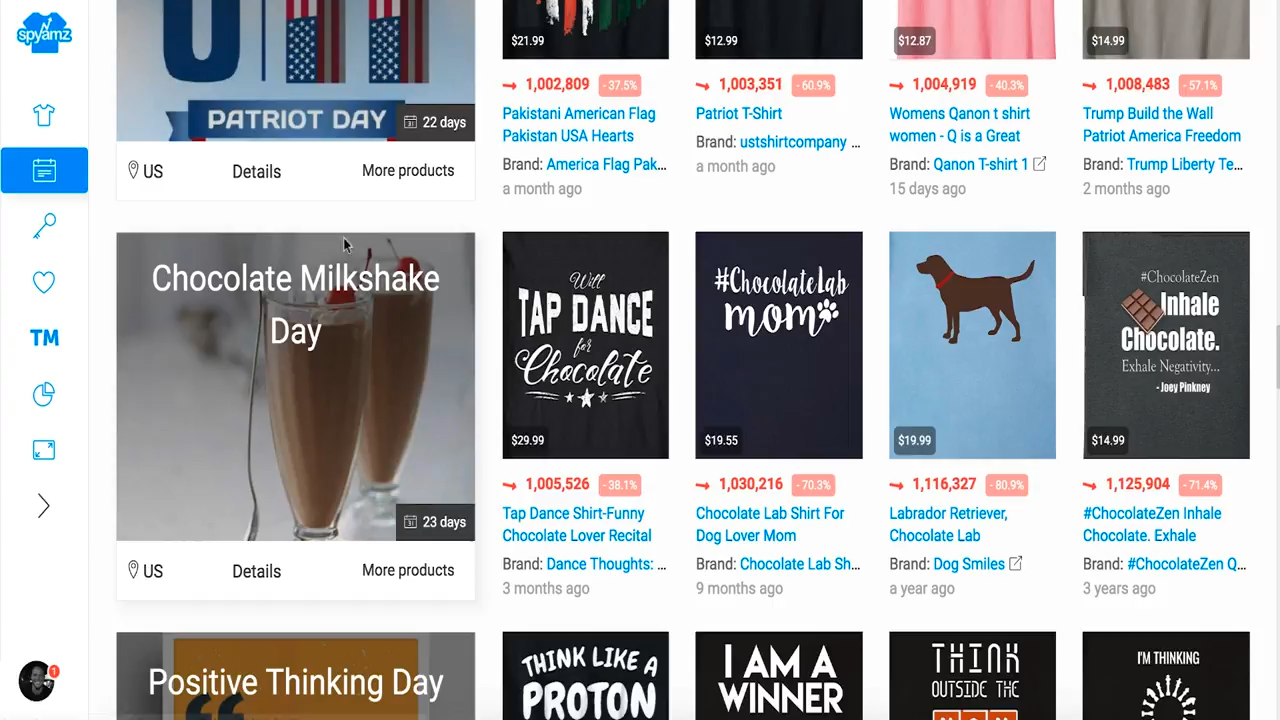 spyamz
TM
1
PATRIOT DAY
22 days
US
Details
More products
$21.99
1,002,809
- 37.5%
Pakistani American Flag
Pakistan USA Hearts
Brand: America Flag Pak...
a month ago
$12.99
1,003,351
- 60.9%
Patriot T-Shirt
Brand: ustshirtcompany ...
a month ago
$12.87
1,004,919
- 40.3%
Womens Qanon t shirt
women - Q is a Great
Brand: Qanon T-shirt 1
15 days ago
$14.99
1,008,483
- 57.1%
Trump Build the Wall
Patriot America Freedom
Brand: Trump Liberty Te...
2 months ago
Chocolate Milkshake
Day
31
23 days
US
Details
More products
Will
TAP DANCE
for
Chocolate
$29.99
1,005,526
- 38.1%
Tap Dance Shirt-Funny
Chocolate Lover Recital
Brand: Dance Thoughts: ...
3 months ago
#ChocolateLab
mom
$19.55
1,030,216
- 70.3%
Chocolate Lab Shirt For
Dog Lover Mom
Brand: Chocolate Lab Sh...
9 months ago
$19.99
1,116,327
- 80.9%
Labrador Retriever,
Chocolate Lab
Brand: Dog Smiles
a year ago
#ChocolateZen
Inhale
Chocolate.
Exhale Negativity...
- Joey Pinkney
$14.99
1,125,904
- 71.4%
#ChocolateZen Inhale
Chocolate. Exhale
Brand: #ChocolateZen Q...
3 years ago
Positive Thinking Day
THINK LIKE A
PROTON
I AM A
WINNER
THINK
OUTSIDE THE
I'M THINKING